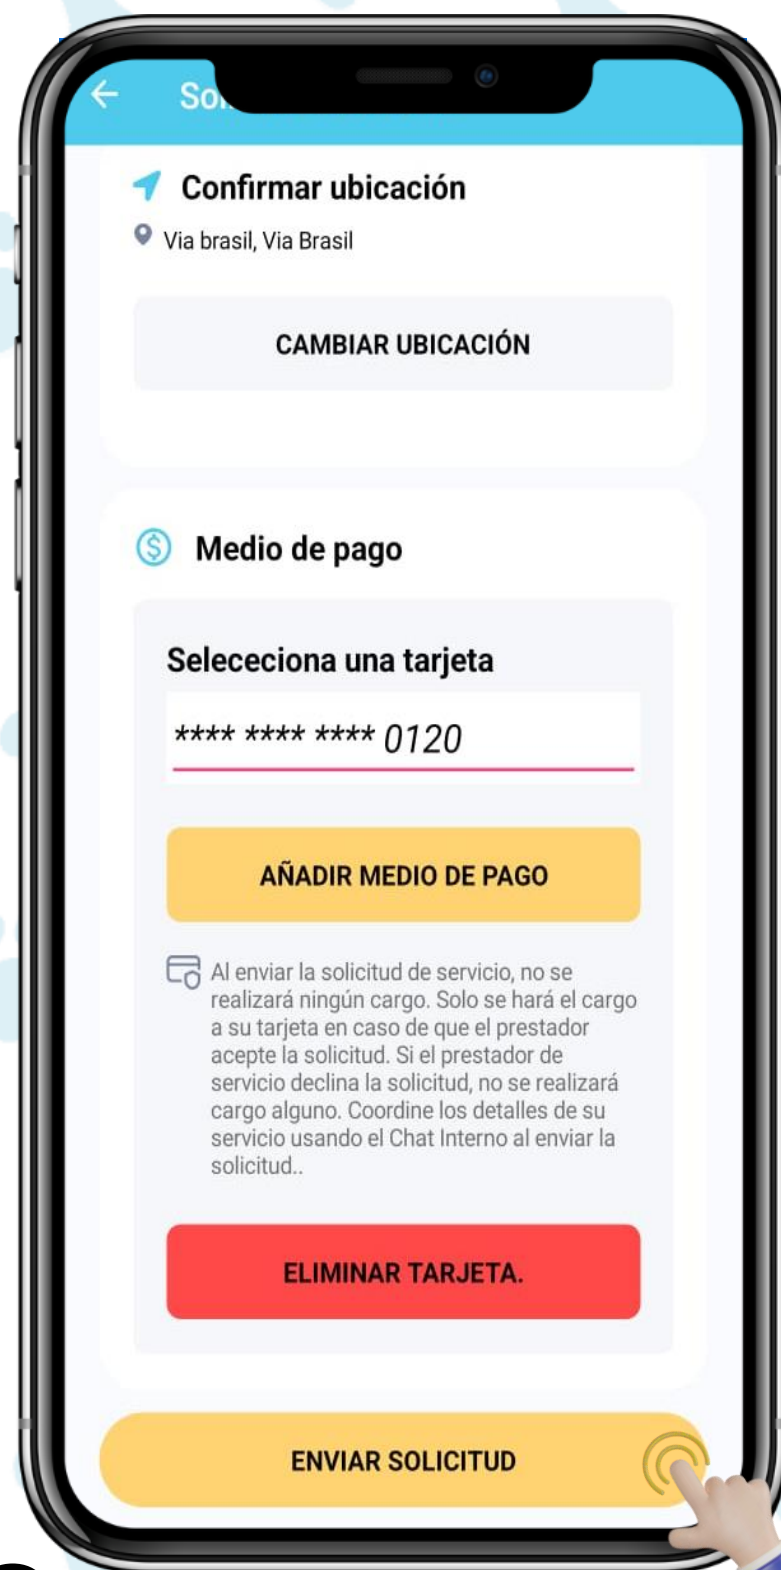 Confirmar ubicación
Via brasil, Via Brasil
CAMBIAR UBICACIÓN
Medio de pago
Selececiona una tarjeta
**** **** **** 0120
AÑADIR MEDIO DE PAGO
Al enviar la solicitud de servicio, no se
realizará ningún cargo. Solo se hará el cargo
a su tarjeta en caso de que el prestador
acepte la solicitud. Si el prestador de
servicio declina la solicitud, no se realizará
cargo alguno. Coordine los detalles de su
servicio usando el Chat Interno al enviar la
solicitud..
ELIMINAR TARJETA.
ENVIAR SOLICITUD